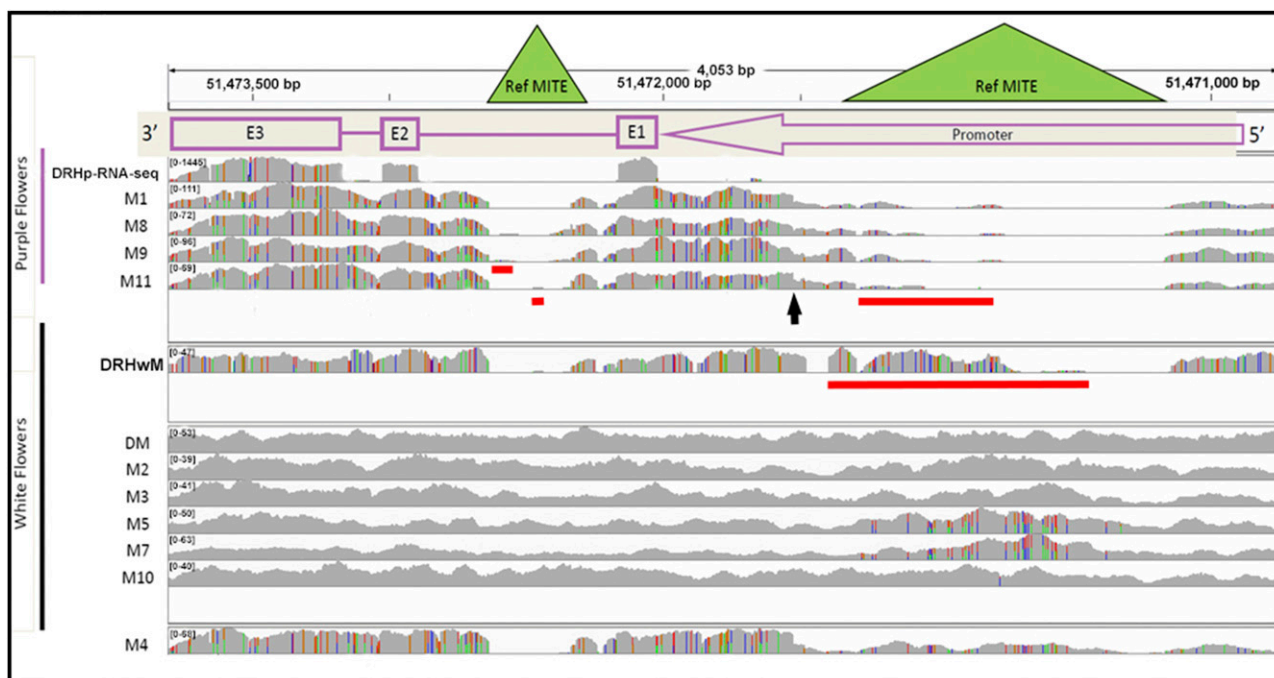 4,053 bp
51,473,500 bp
Ref MITE
51,472,000 bp
Ref MITE
51,471,000 bp
3’
E3
E2
E1
Promoter
5’
Purple Flowers
DRHp-RNA-seq
[0-1445]
M1
[0-111]
M8
[0-72]
M9
[0-96]
M11
[0-69]
White Flowers
DRHwM
[0-47]
DM
[0-53]
M2
[0-39]
M3
[0-41]
M5
[0-50]
M7
[0-63]
M10
[0-40]
M4